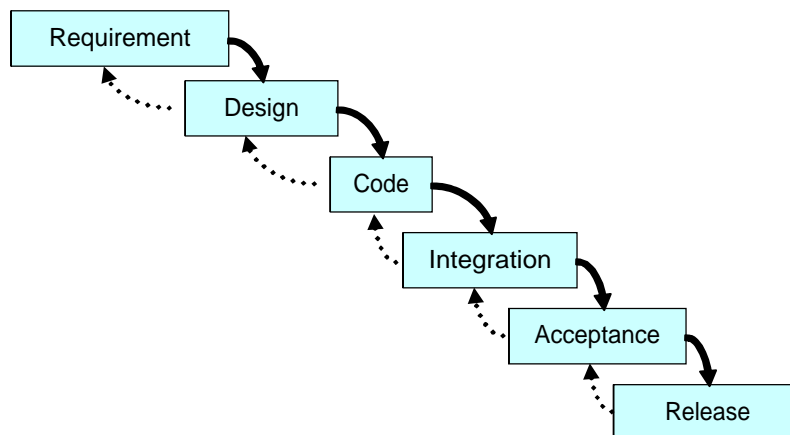 Requirement
Design
Code
Integration
Acceptance
Release